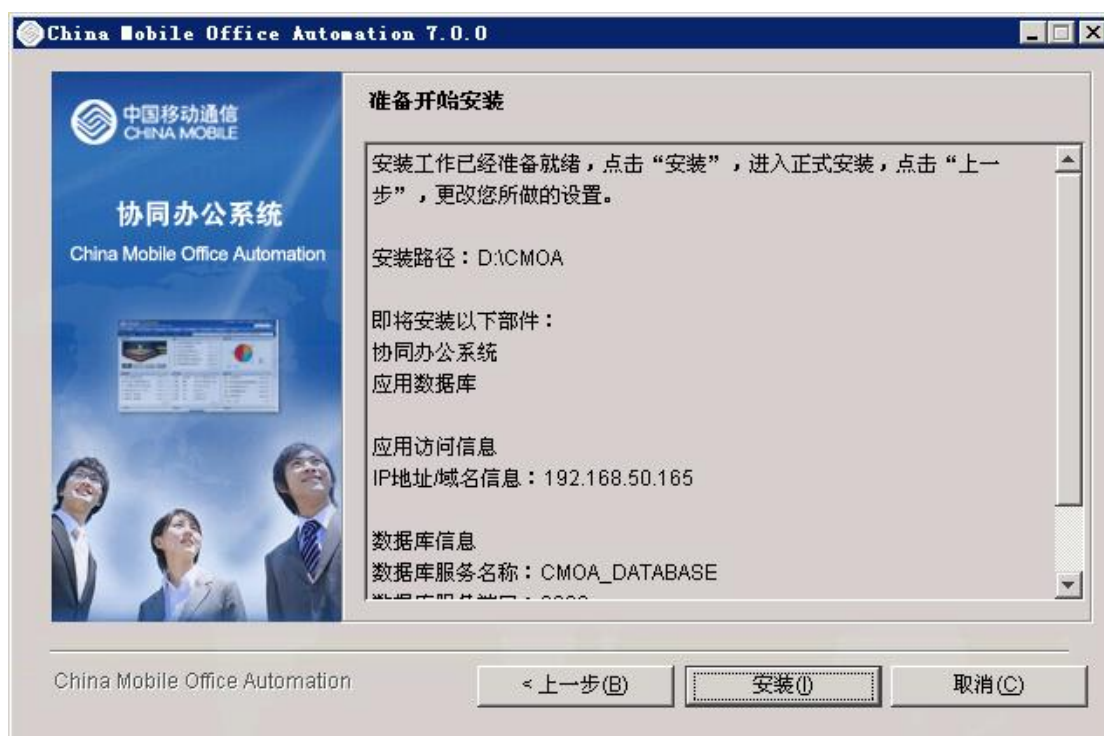 China Mobile Office Automation 7.0.0
中国移动通信
CHINA MOBILE
协同办公系统
China Mobile Office Automation
准备开始安装
安装工作已经准备就绪，点击“安装”，进入正式安装，点击“上一
步”，更改您所做的设置。
安装路径：D:\CMOA
即将安装以下部件：
协同办公系统
应用数据库
应用访问信息
IP地址/域名信息：192.168.50.165
数据库信息
数据库服务名称：CMOA_DATABASE
China Mobile Office Automation
<上一步(B)
安装(I)
取消(C)